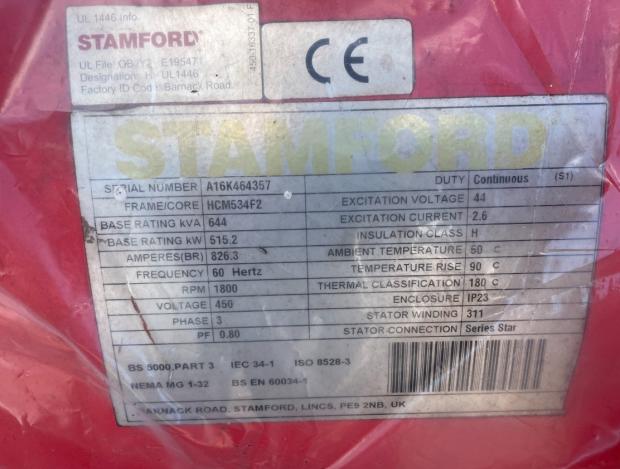 UL 1446 info.
STAMFORD
UL File: OBJY2 E195471
Designation: H UL1446
Factory ID Code: Barnack Road.
CE
STAMFORD
SERIAL NUMBER A16K464357
FRAME/CORE HCM534F2
BASE RATING kVA 644
BASE RATING kW 515.2
AMPERES(BR) 826.3
FREQUENCY 60 Hertz
RPM 1800
VOLTAGE 450
PHASE 3
PF 0.80
DUTY Continuous (S1)
EXCITATION VOLTAGE 44
EXCITATION CURRENT 2.6
INSULATION CLASS H
AMBIENT TEMPERATURE 50 C
TEMPERATURE RISE 90 C
THERMAL CLASSIFICATION 180 C
ENCLOSURE IP23
STATOR WINDING 311
STATOR CONNECTION Series Star
BS 5000,PART 3 IEC 34-1 ISO 8528-3
NEMA MG 1-32 BS EN 60034-1
BARNACK ROAD, STAMFORD, LINCS, PE9 2NB, UK